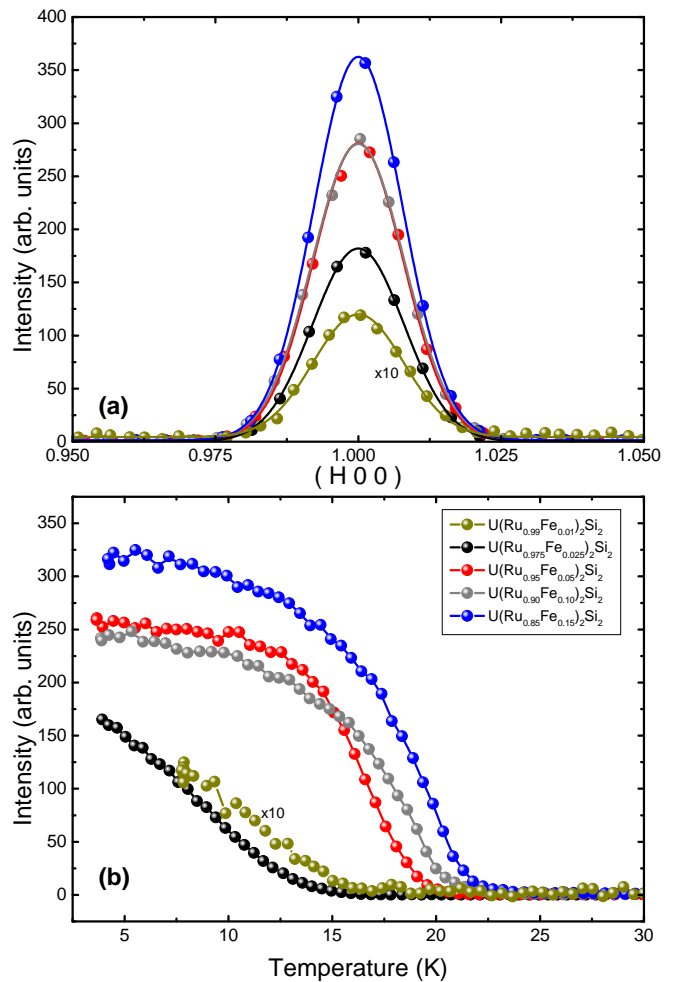 400
350
300
250
200
150
100
50
0
Intensity (arb. units)
x10
(a)
0.950 0.975 1.000 1.025 1.050
( H 0 0 )
350
300
250
200
150
100
50
0
Intensity (arb. units)
U(Ru0.99Fe0.01)2Si2
U(Ru0.975Fe0.025)2Si2
U(Ru0.95Fe0.05)2Si2
U(Ru0.90Fe0.10)2Si2
U(Ru0.85Fe0.15)2Si2
x10
(b)
5 10 15 20 25 30
Temperature (K)